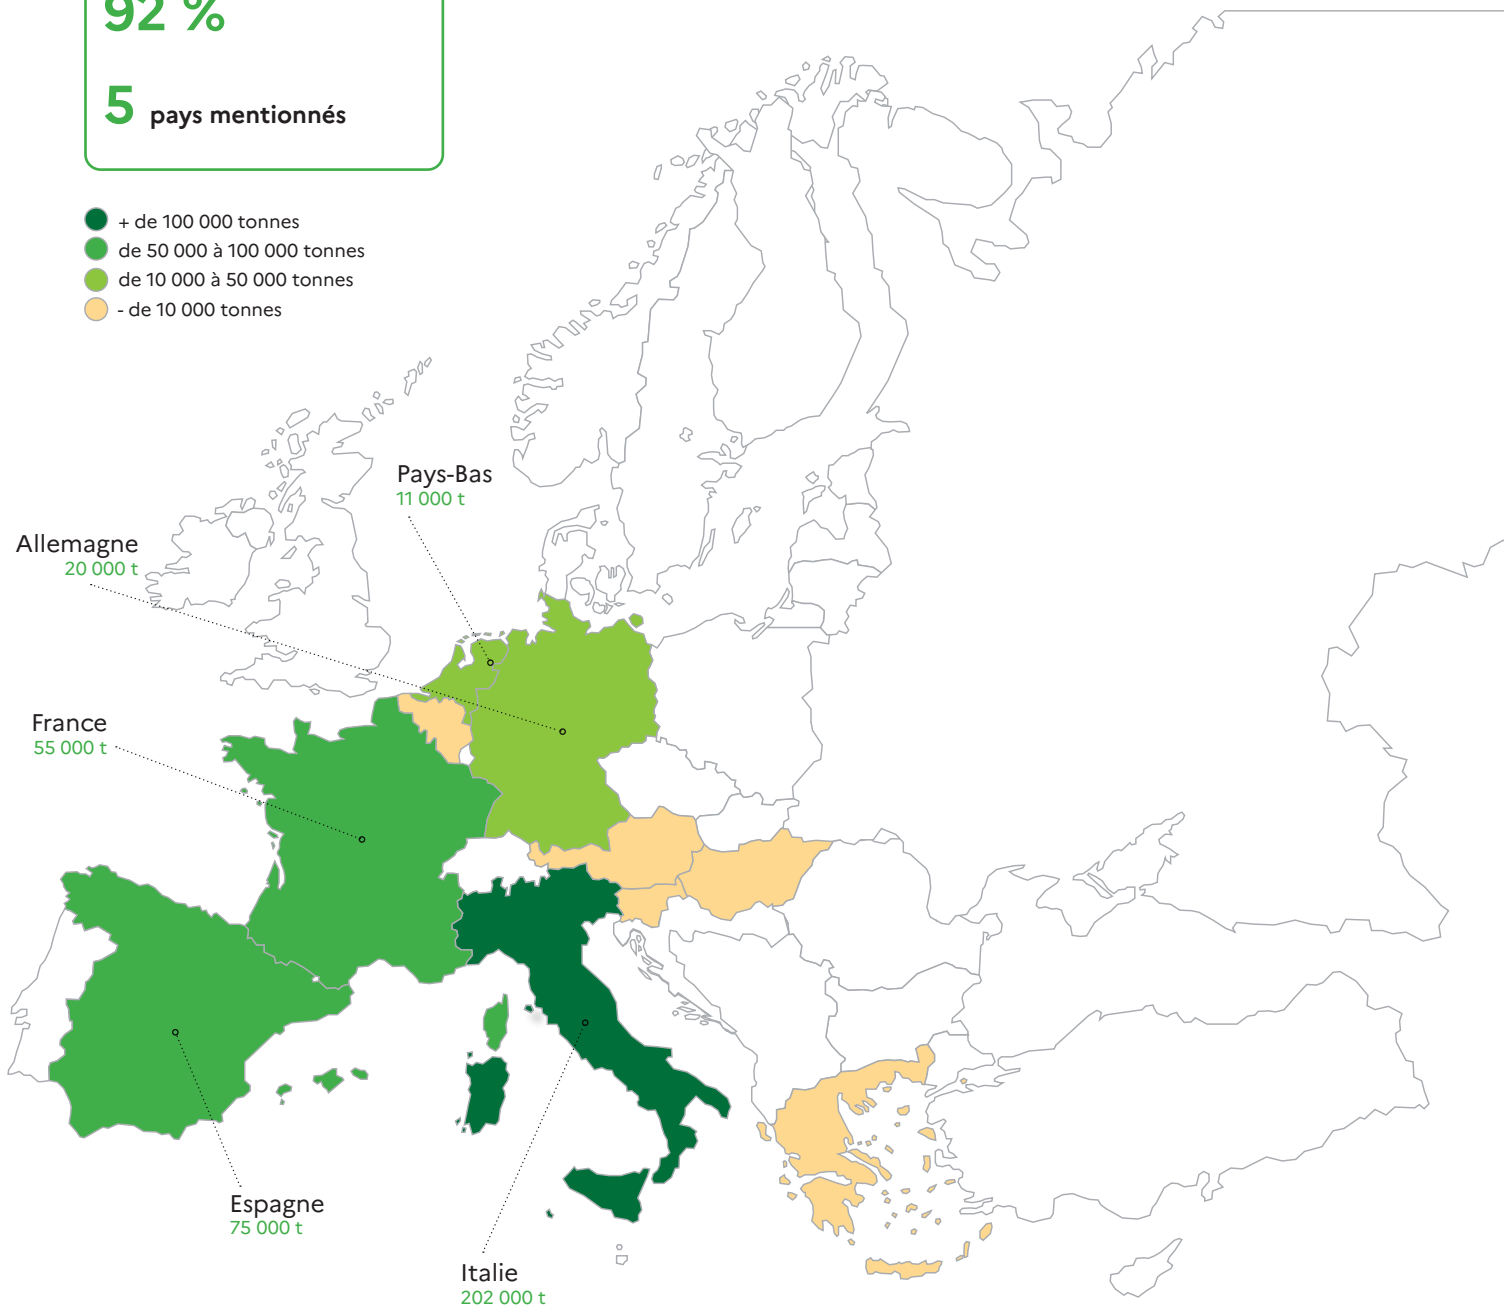 92 %
5 pays mentionnés
+ de 100 000 tonnes
de 50 000 à 100 000 tonnes
de 10 000 à 50 000 tonnes
- de 10 000 tonnes
Pays-Bas
11 000 t
Allemagne
20 000 t
France
55 000 t
Espagne
75 000 t
Italie
202 000 t